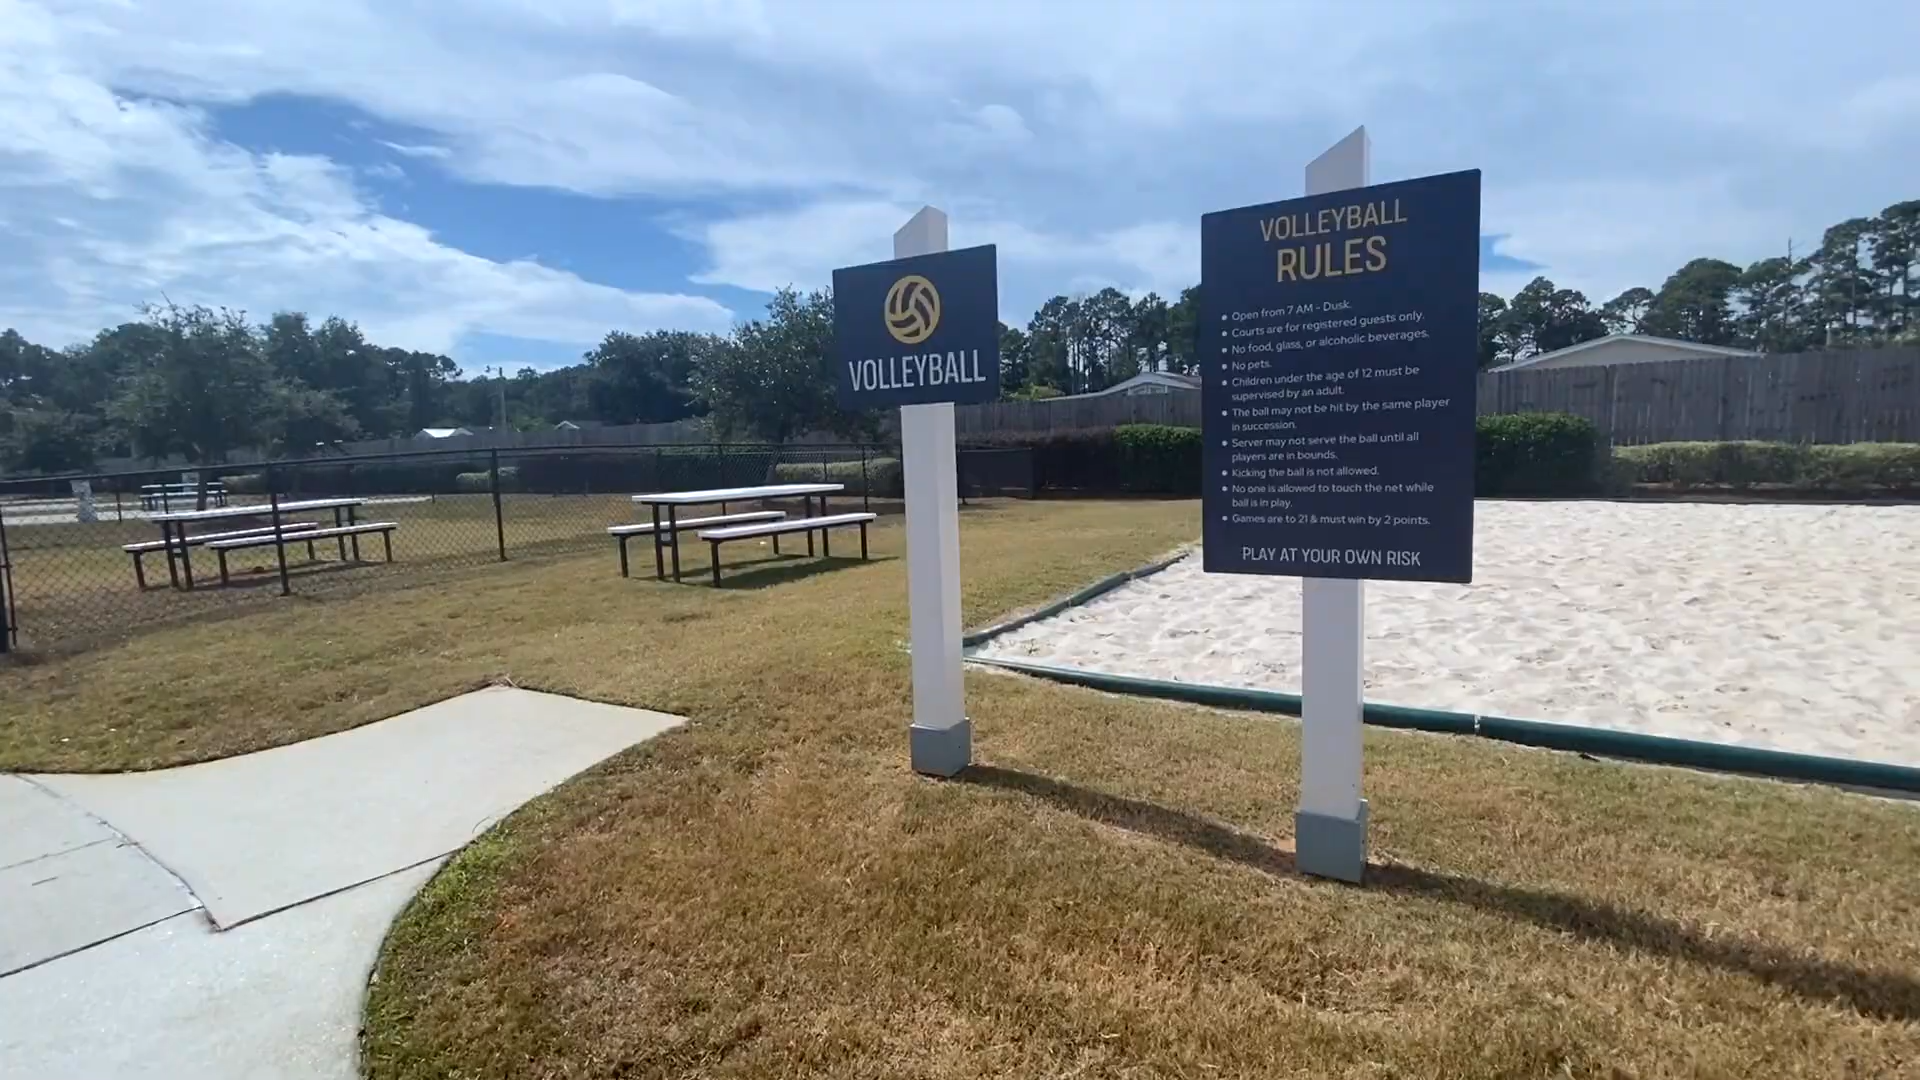 VOLLEYBALL
VOLLEYBALL
RULES
• Open from 7 AM - Dusk.
• Courts are for registered guests only.
• No food, glass, or alcoholic beverages.
• No pets.
• Children under the age of 12 must be
supervised by an adult.
• The ball may not be hit by the same player
in succession.
• Server may not serve the ball until all
players are in bounds.
• Kicking the ball is not allowed.
• No one is allowed to touch the net while
ball is in play.
• Games are to 21 & must win by 2 points.
PLAY AT YOUR OWN RISK